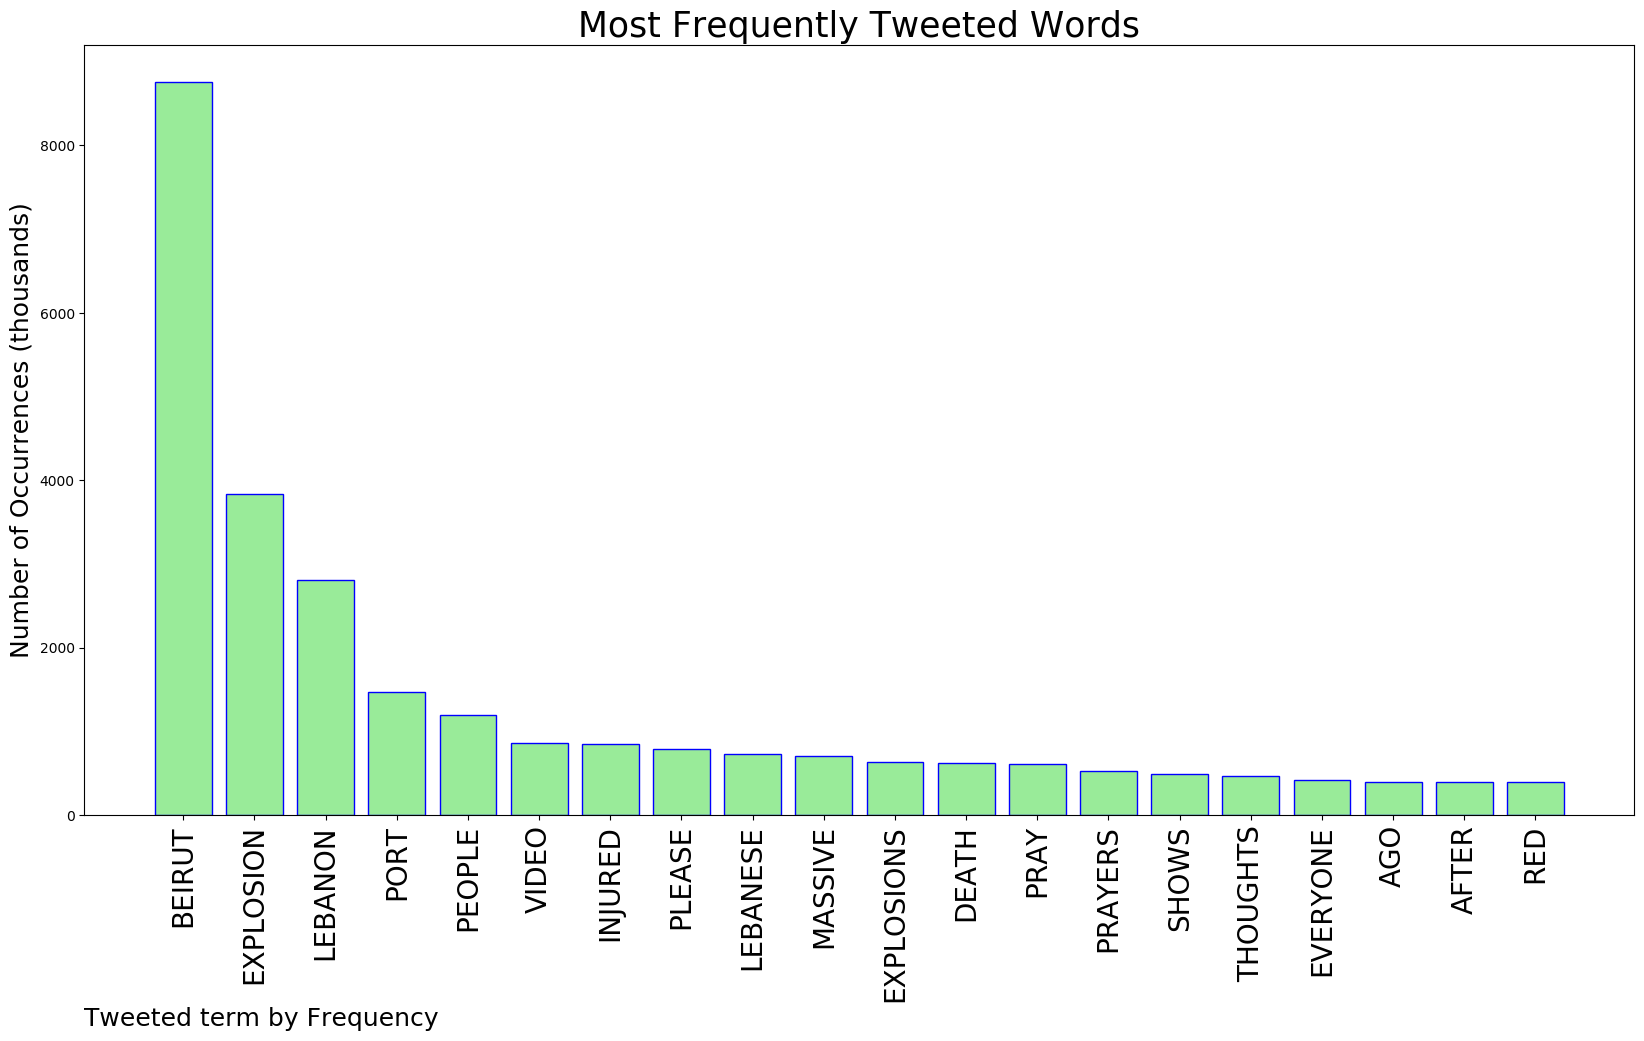 Most Frequently Tweeted Words
Number of Occurrences (thousands)
8000
6000
4000
2000
0
BEIRUT
EXPLOSION
LEBANON
PORT
PEOPLE
VIDEO
INJURED
PLEASE
LEBANESE
MASSIVE
EXPLOSIONS
DEATH
PRAY
PRAYERS
SHOWS
THOUGHTS
EVERYONE
AGO
AFTER
RED
Tweeted term by Frequency